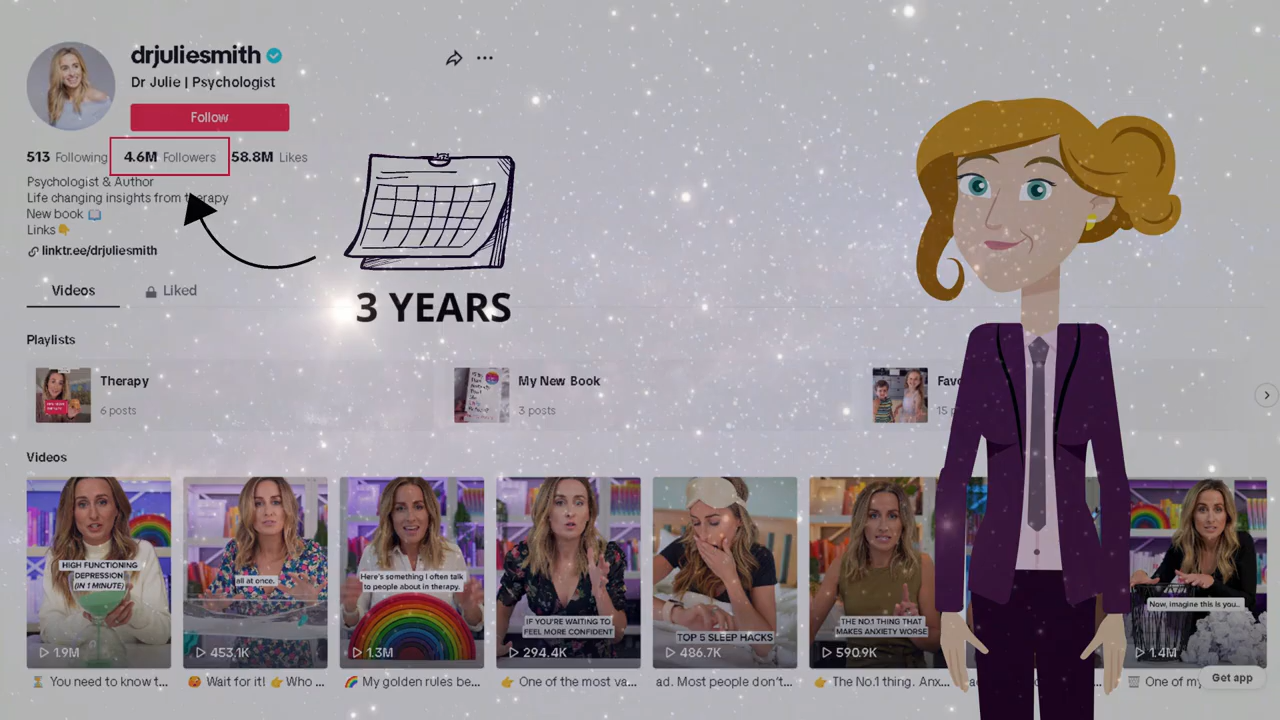 drjuliesmith
Dr Julie | Psychologist
Follow
513 Following 4.6M Followers 58.8M Likes
Psychologist & Author
Life changing insights from therapy
New book 📖
Links👇
linktr.ee/drjuliesmith
Videos Liked
3 YEARS
Playlists
Therapy
6 posts
My New Book
3 posts
15 p
Videos
HIGH FUNCTIONING
DEPRESSION
(IN 1 MINUTE)
1.9M
⏳ You need to know t...
all at once.
453.1K
Wait for it! 👉 Who ...
Here's something I often talk
to people about in therapy.
1.3M
🌈 My golden rules be...
IF YOU'RE WAITING TO
FEEL MORE CONFIDENT
294.4K
👉 One of the most va...
TOP 5 SLEEP HACKS
486.7K
ad. Most people don't...
THE NO.1 THING THAT
MAKES ANXIETY WORSE
590.9K
👉 The No.1 thing. Anx...
Now, imagine this is you..
1.4M
One of my
Get app